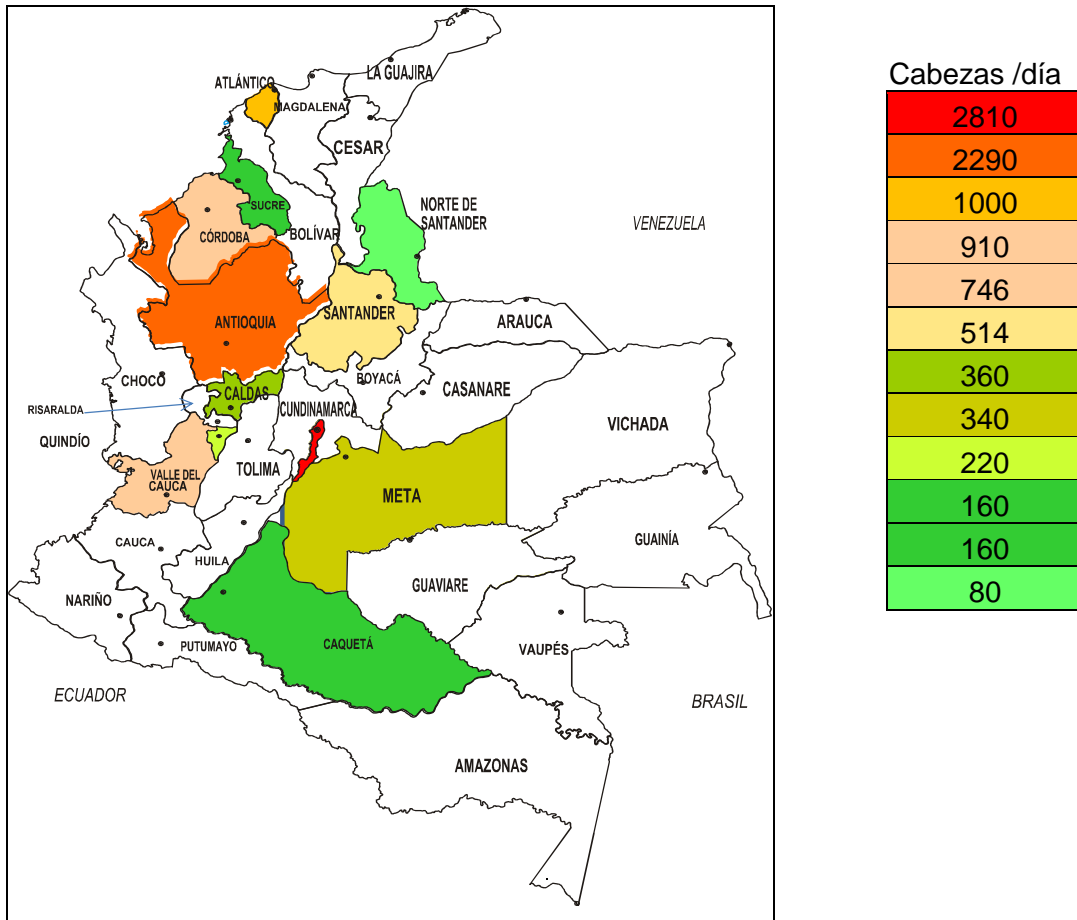 LA GUAJIRA
ATLÁNTICO
MAGDALENA
CESAR
SUCRE
NORTE DE
SANTANDER
VENEZUELA
CÓRDOBA
BOLÍVAR
SANTANDER
ARAUCA
ANTIOQUIA
BOYACÁ
CHOCÓ
CALDAS
CASANARE
RISARALDA
CUNDINAMARCA
VICHADA
QUINDÍO
TOLIMA
VALLE DEL
CAUCA
META
CAUCA
GUAINÍA
HUILA
GUAVIARE
NARIÑO
PUTUMAYO
CAQUETÁ
VAUPÉS
ECUADOR
BRASIL
AMAZONAS
Cabezas /día
2810
2290
1000
910
746
514
360
340
220
160
160
80